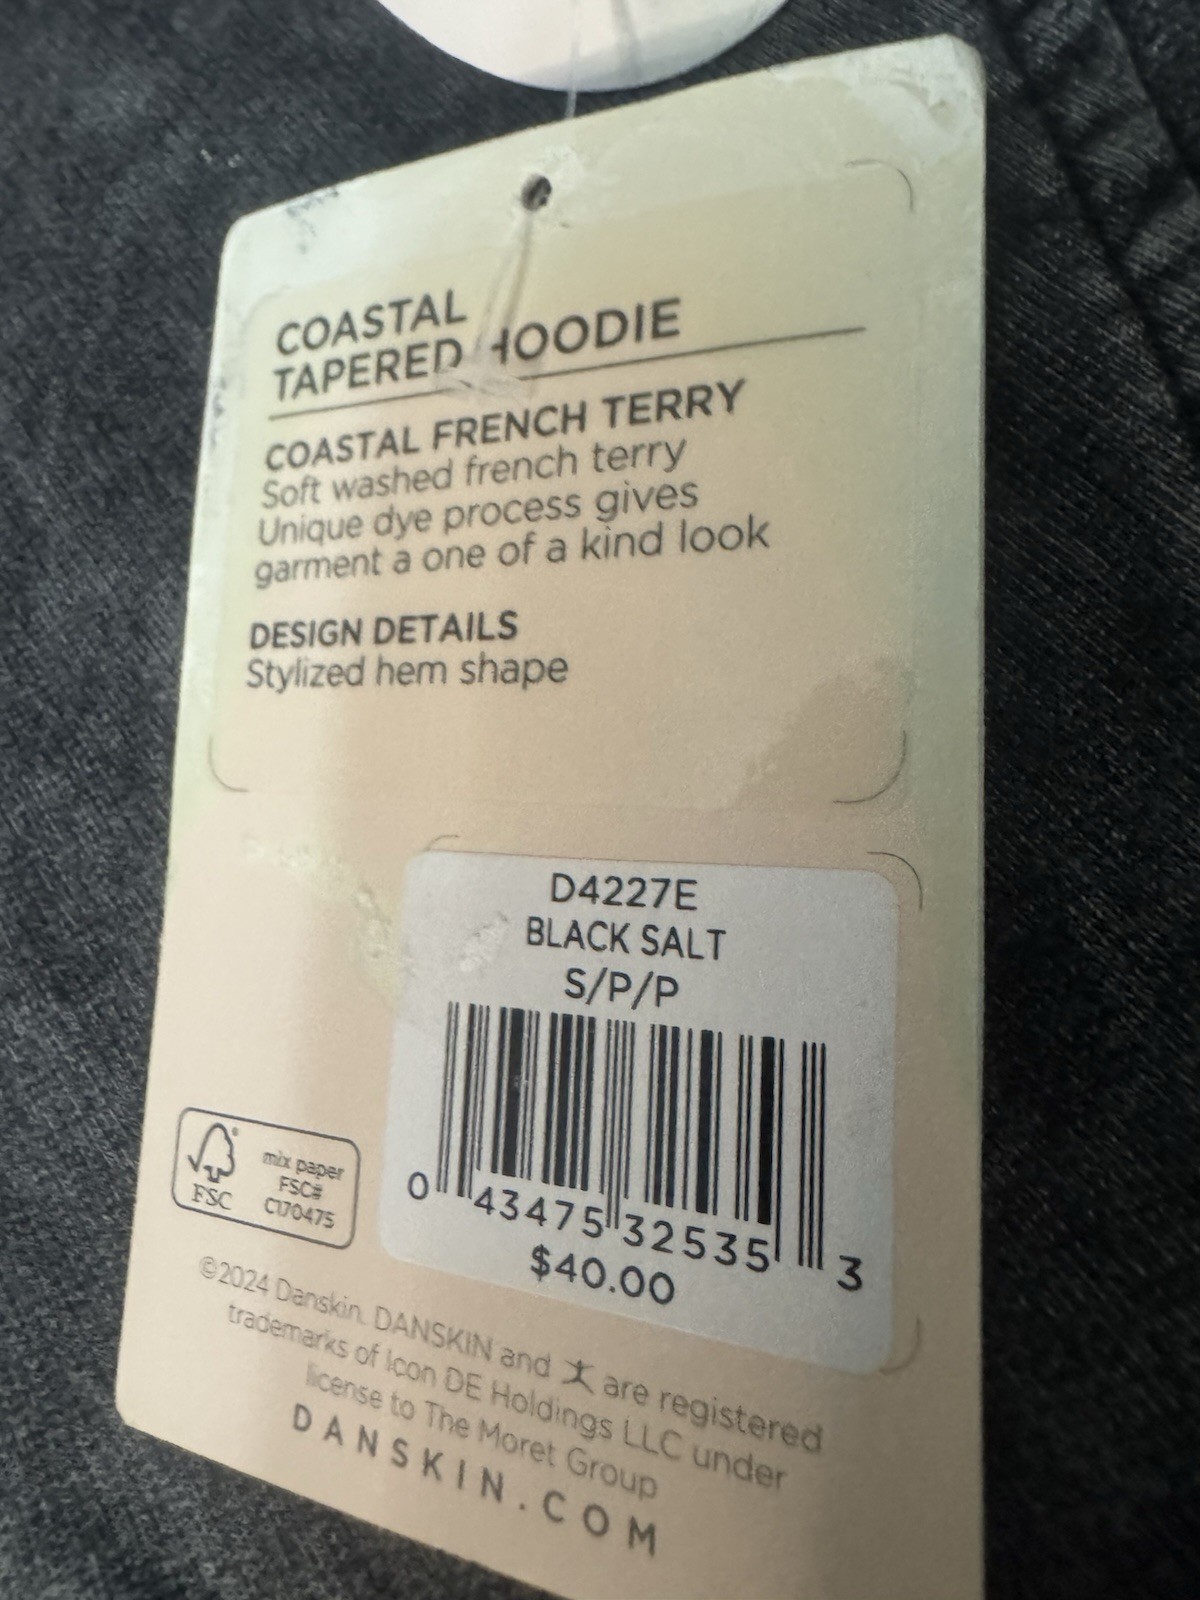 COASTAL
TAPERED HOODIE
COASTAL FRENCH TERRY
Soft washed french terry
Unique dye process gives
garment a one of a kind look
DESIGN DETAILS
Stylized hem shape
D4227E
BLACK SALT
S/P/P
0 43475 32535 3
$40.00
FSC
mix paper
FSC#
C170475
©2024 Danskin. DANSKIN and are registered
trademarks of Icon DE Holdings LLC under
license to The Moret Group
DANSKIN.COM